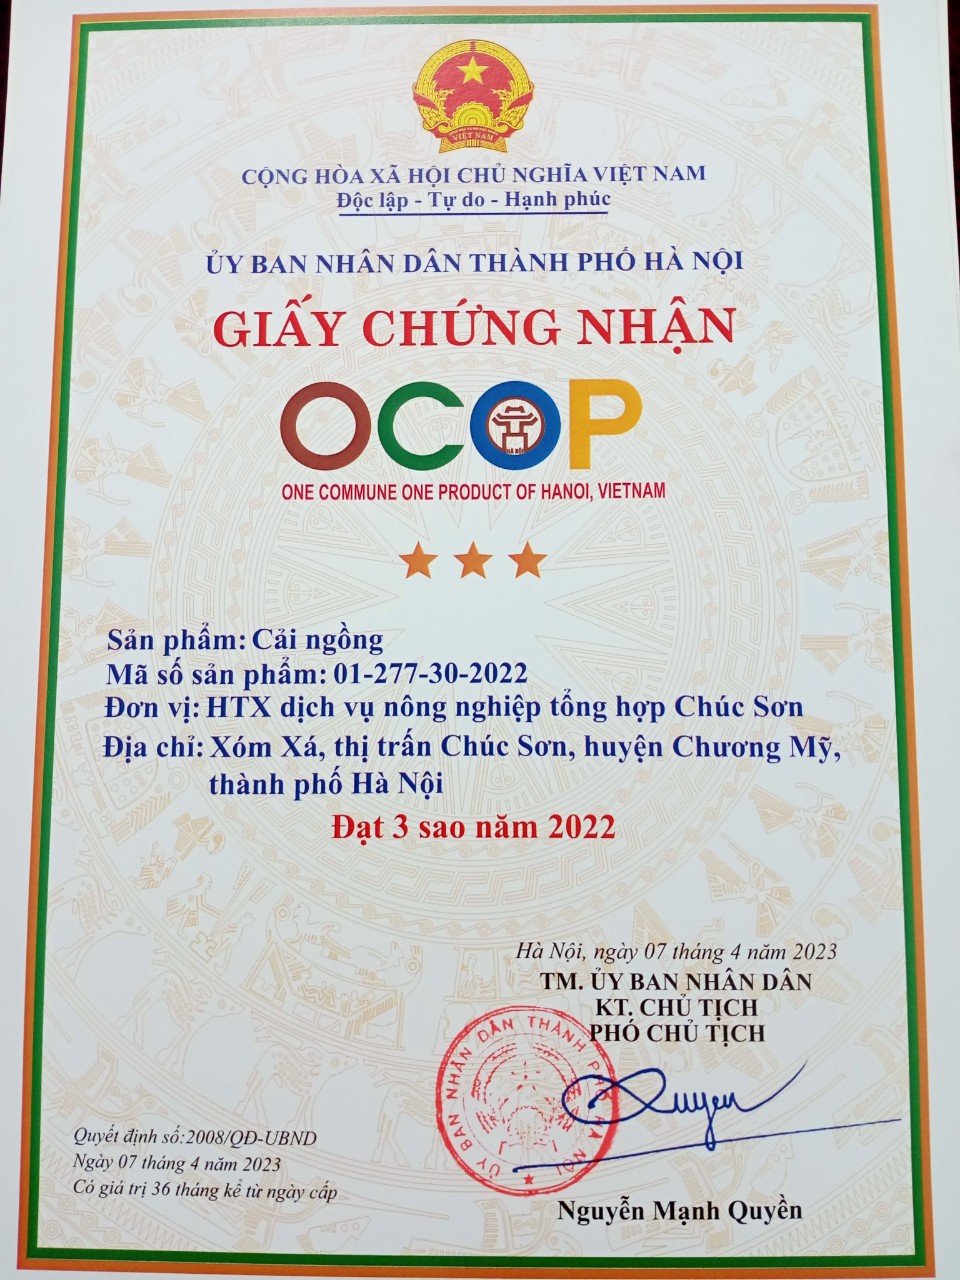 VIỆT NAM
CỘNG HÒA XÃ HỘI CHỦ NGHĨA VIỆT NAM
Độc lập - Tự do - Hạnh phúc
ỦY BAN NHÂN DÂN THÀNH PHỐ HÀ NỘI
GIẤY CHỨNG NHẬN
OCOP
HÀ NỘI
ONE COMMUNE ONE PRODUCT OF HANOI, VIETNAM
Sản phẩm: Cải ngồng
Mã số sản phẩm: 01-277-30-2022
Đơn vị: HTX dịch vụ nông nghiệp tổng hợp Chúc Sơn
Địa chỉ: Xóm Xá, thị trấn Chúc Sơn, huyện Chương Mỹ,
thành phố Hà Nội
Đạt 3 sao năm 2022
Hà Nội, ngày 07 tháng 4 năm 2023
TM. ỦY BAN NHÂN DÂN
KT. CHỦ TỊCH
PHÓ CHỦ TỊCH
ỦY BAN NHÂN DÂN THÀNH PHỐ HÀ NỘI
Quyen
Quyết định số:2008/QĐ-UBND
Ngày 07 tháng 4 năm 2023
Có giá trị 36 tháng kể từ ngày cấp
Nguyễn Mạnh Quyền